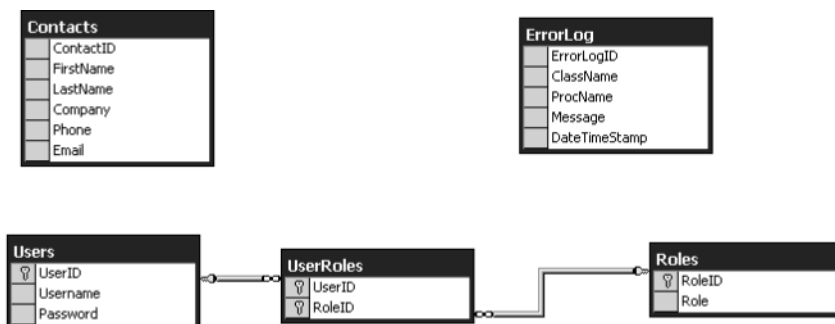 Contacts
ContactID
FirstName
LastName
Company
Phone
Email
ErrorLog
ErrorLogID
ClassName
ProcName
Message
DateTimeStamp
Users
UserID
Username
Password
UserRoles
UserID
RoleID
Roles
RoleID
Role